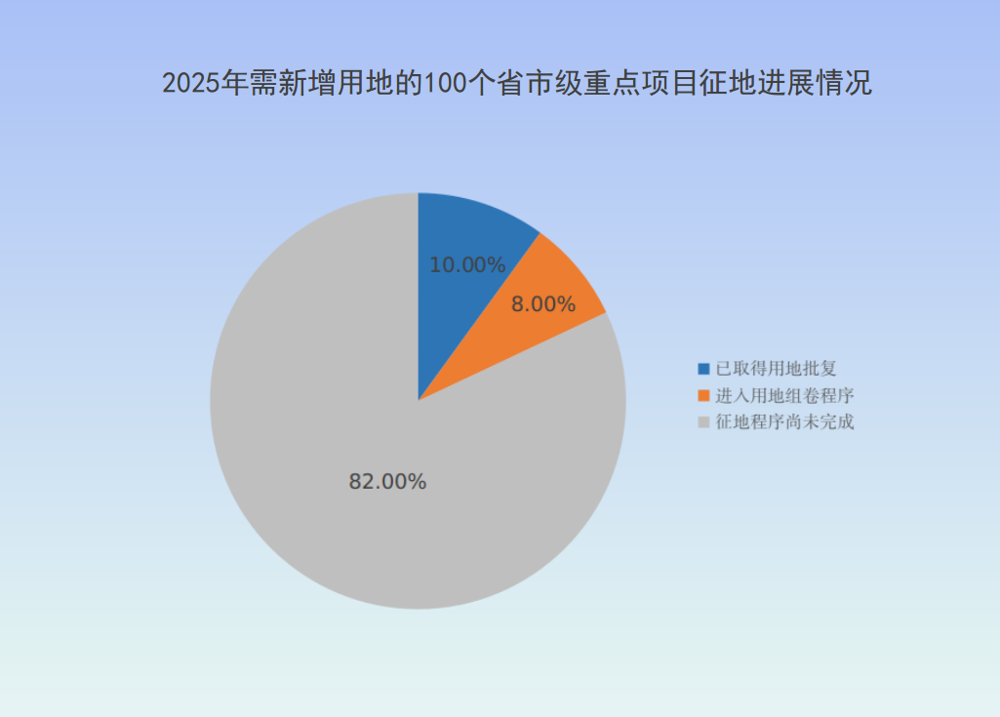 2025年需新增用地的100个省市级重点项目征地进展情况
10.00%
8.00%
82.00%
已取得用地批复
进入用地组卷程序
征地程序尚未完成